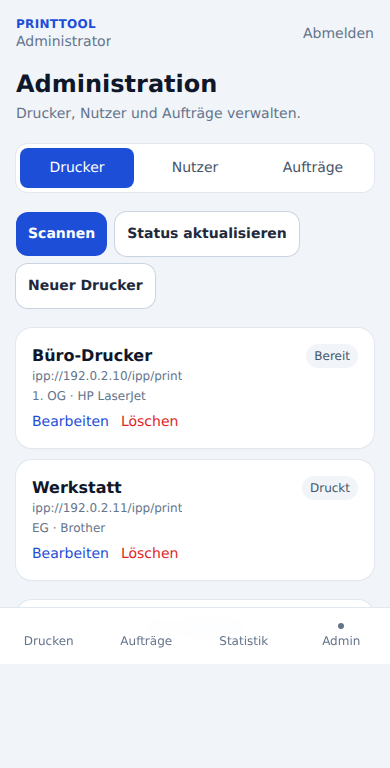 PRINTTOOL
Administrator
Abmelden
Administration
Drucker, Nutzer und Aufträge verwalten.
Drucker
Nutzer
Aufträge
Scannen
Status aktualisieren
Neuer Drucker
Büro-Drucker
Bereit
ipp://192.0.2.10/ipp/print
1. OG · HP LaserJet
Bearbeiten
Löschen
Werkstatt
Druckt
ipp://192.0.2.11/ipp/print
EG · Brother
Bearbeiten
Löschen
Drucken
Aufträge
Statistik
Admin